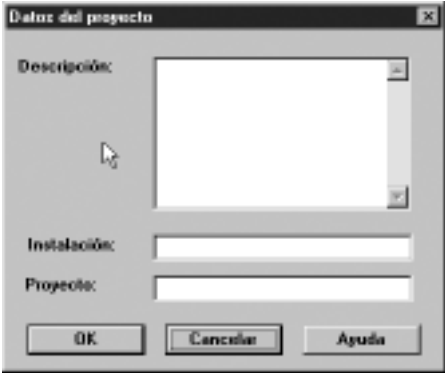 Datos del proyecto
Descripción:
Instalación:
Proyecto:
OK Cancelar Ayuda